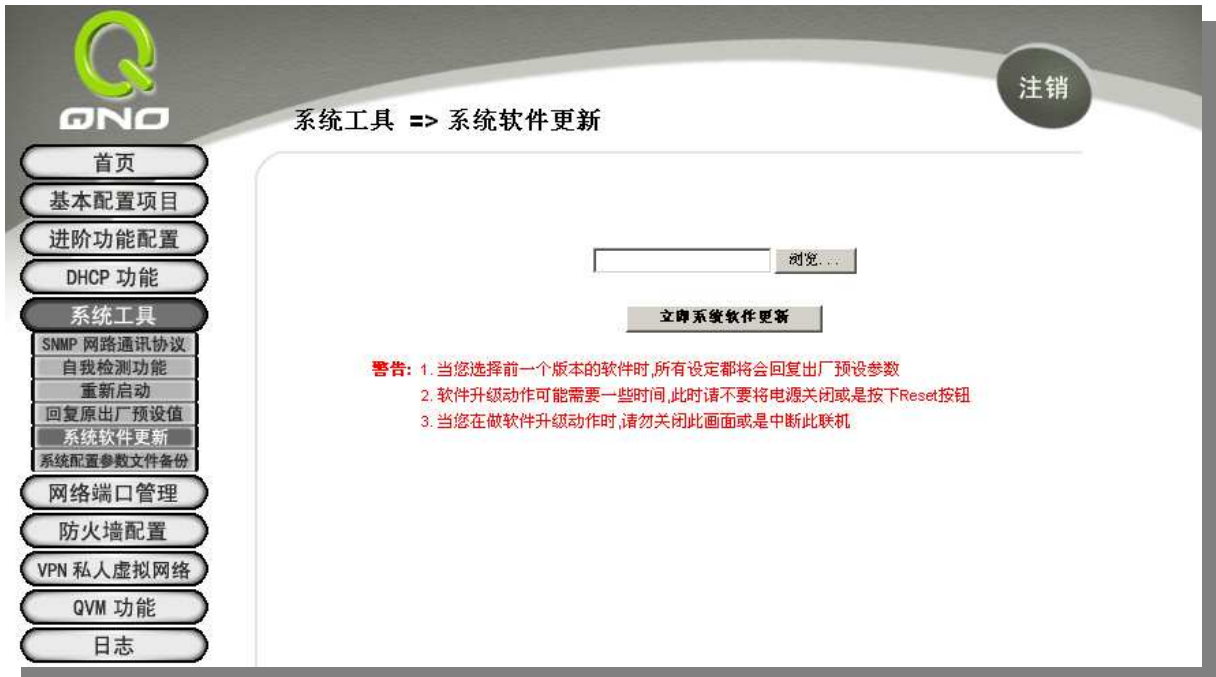 QNO
注销
系统工具 => 系统软件更新
首页
基本配置项目
进阶功能配置
DHCP 功能
系统工具
SNMP 网路通讯协议
自我检测功能
重新启动
回复原出厂预设值
系统软件更新
系统配置参数文件备份
网络端口管理
防火墙配置
VPN 私人虚拟网络
QVM 功能
日志
浏览...
立即系统软件更新
警告: 1. 当您选择前一个版本的软件时,所有设定都将会回复出厂预设参数
2. 软件升级动作可能需要一些时间,此时请不要将电源关闭或是按下Reset按钮
3. 当您在做软件升级动作时,请勿关闭此画面或是中断此联机